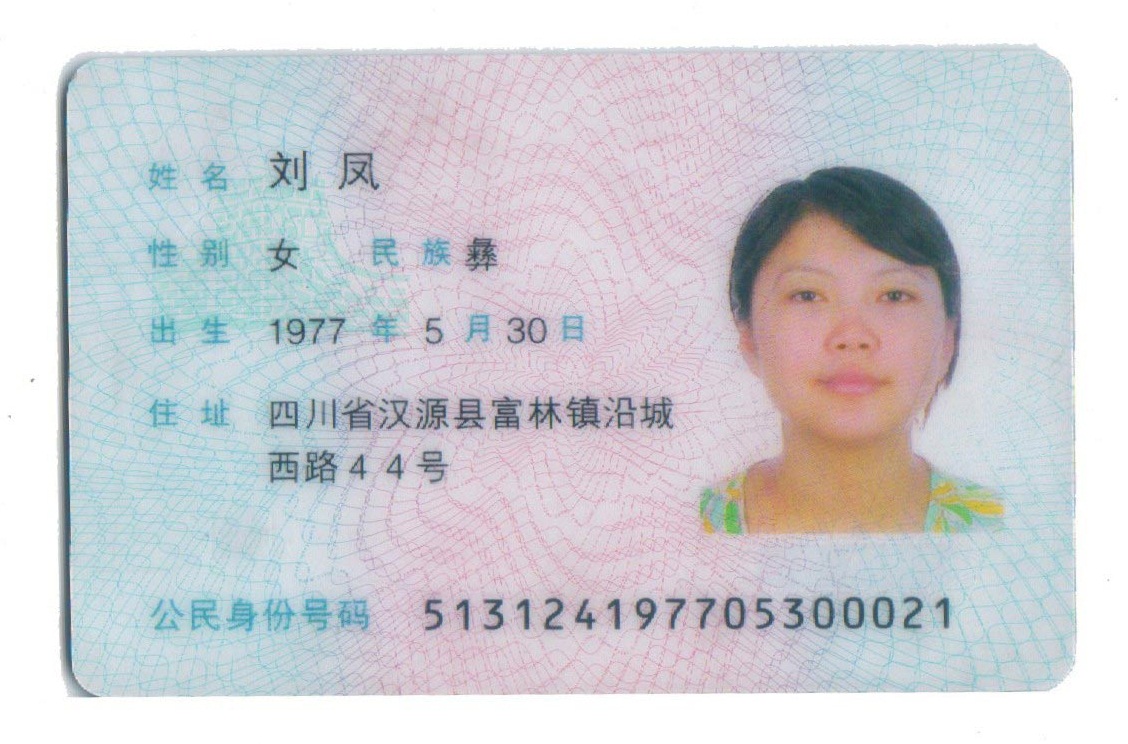 姓名 刘凤
性别 女 民族 彝
出生 1977 年 5 月 30 日
住址 四川省汉源县富林镇沿城
西路44号
公民身份号码 513124197705300021